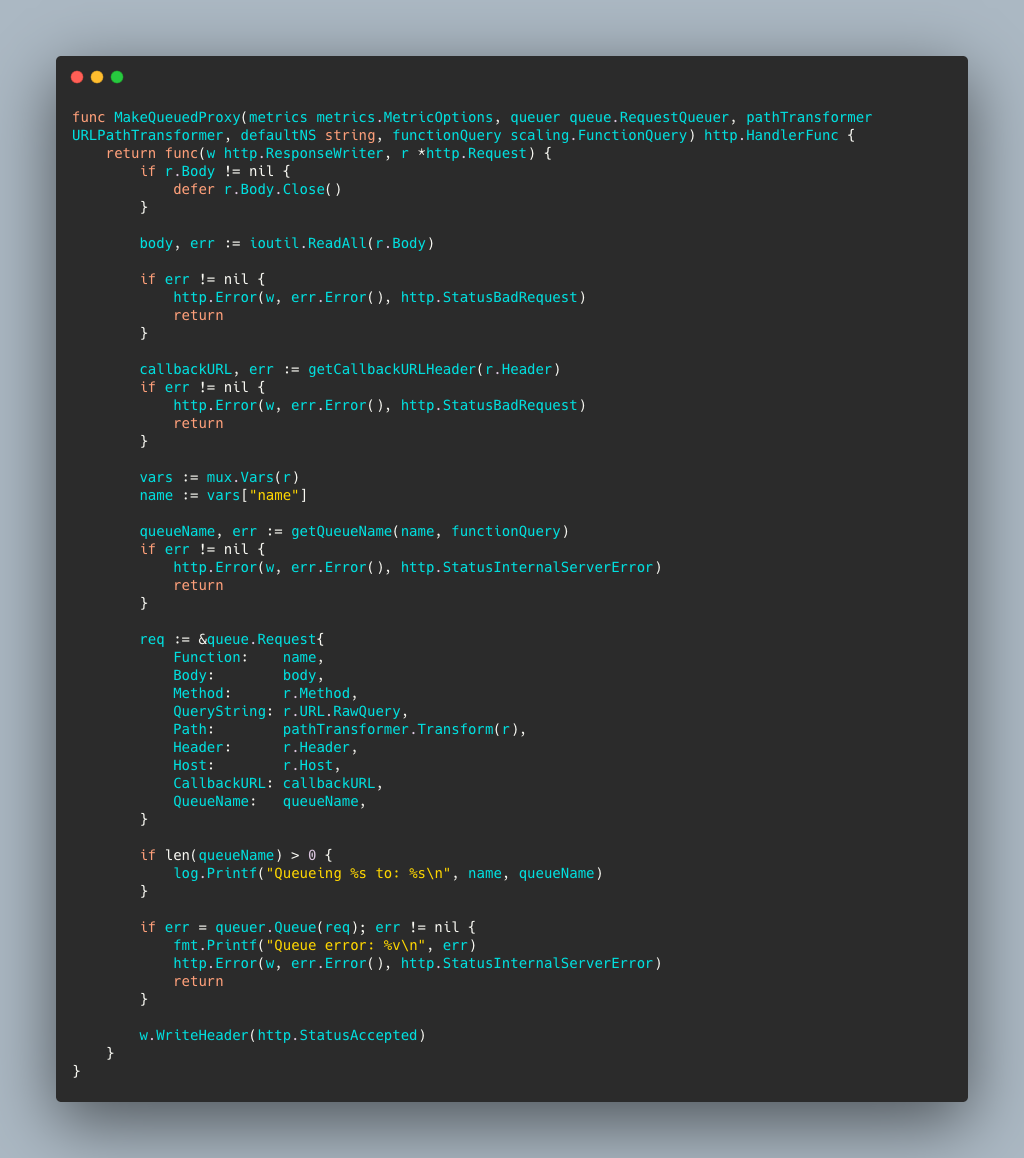 func MakeQueuedProxy(metrics metrics.MetricOptions, queuer queue.RequestQueuer, pathTransformer
URLPathTransformer, defaultNS string, functionQuery scaling.FunctionQuery) http.HandlerFunc {
    return func(w http.ResponseWriter, r *http.Request) {
        if r.Body != nil {
            defer r.Body.Close()
        }

        body, err := ioutil.ReadAll(r.Body)

        if err != nil {
            http.Error(w, err.Error(), http.StatusBadRequest)
            return
        }

        callbackURL, err := getCallbackURLHeader(r.Header)
        if err != nil {
            http.Error(w, err.Error(), http.StatusBadRequest)
            return
        }

        vars := mux.Vars(r)
        name := vars["name"]

        queueName, err := getQueueName(name, functionQuery)
        if err != nil {
            http.Error(w, err.Error(), http.StatusInternalServerError)
            return
        }

        req := &queue.Request{
            Function:    name,
            Body:        body,
            Method:      r.Method,
            QueryString: r.URL.RawQuery,
            Path:        pathTransformer.Transform(r),
            Header:      r.Header,
            Host:        r.Host,
            CallbackURL: callbackURL,
            QueueName:   queueName,
        }

        if len(queueName) > 0 {
            log.Printf("Queueing %s to: %s\n", name, queueName)
        }

        if err = queuer.Queue(req); err != nil {
            fmt.Printf("Queue error: %v\n", err)
            http.Error(w, err.Error(), http.StatusInternalServerError)
            return
        }

        w.WriteHeader(http.StatusAccepted)
    }
}